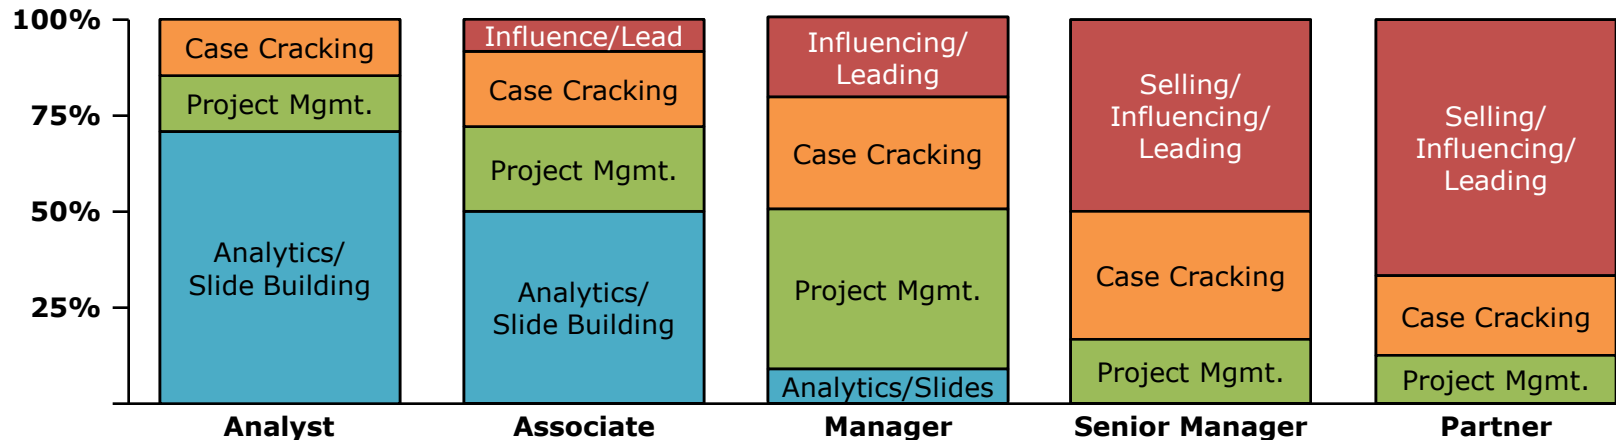 100%
75%
50%
25%
Case Cracking
Project Mgmt.
Analytics/
Slide Building
Analyst
Influence/Lead
Case Cracking
Project Mgmt.
Analytics/
Slide Building
Associate
Influencing/
Leading
Case Cracking
Project Mgmt.
Analytics/Slides
Manager
Selling/
Influencing/
Leading
Case Cracking
Project Mgmt.
Senior Manager
Selling/
Influencing/
Leading
Case Cracking
Project Mgmt.
Partner